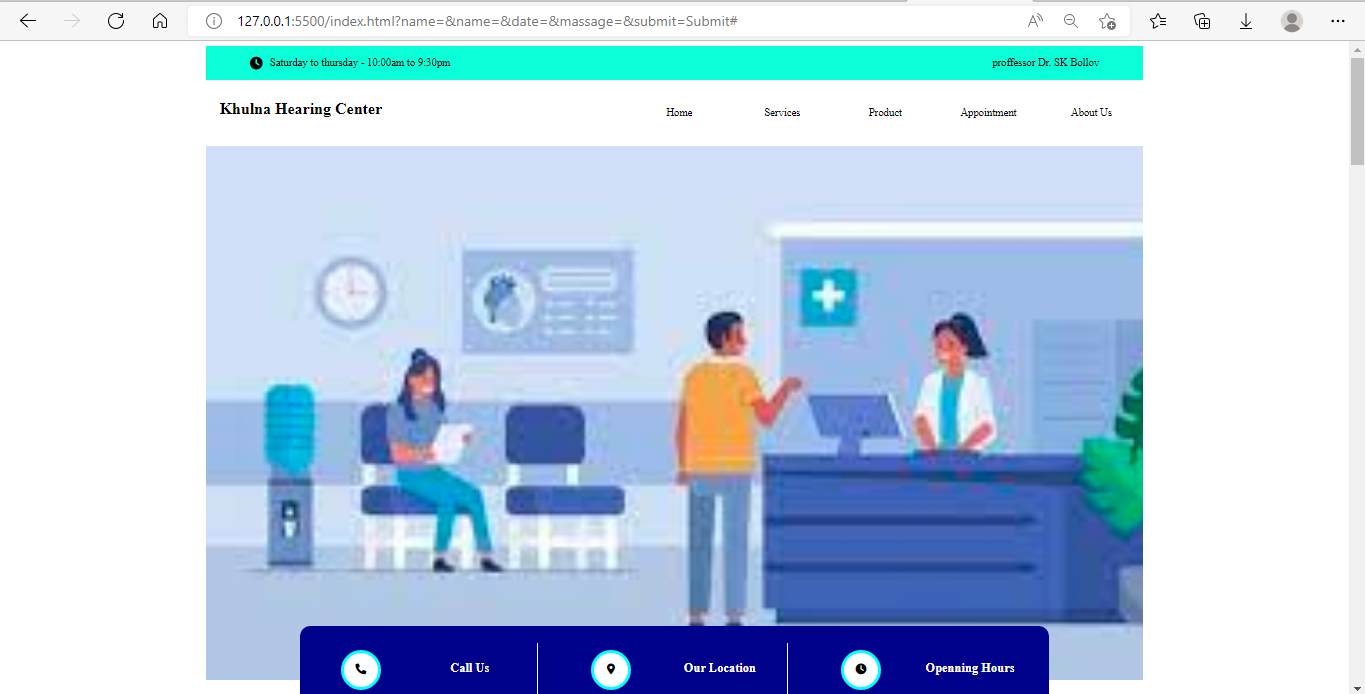 127.0.0.1:5500/index.html?name=&name=&date=&massage=&submit=Submit#
Saturday to thursday - 10:00am to 9:30pm
proffessor Dr. SK Bollov
Khulna Hearing Center
Home Services Product Appointment About Us
Call Us Our Location Openning Hours